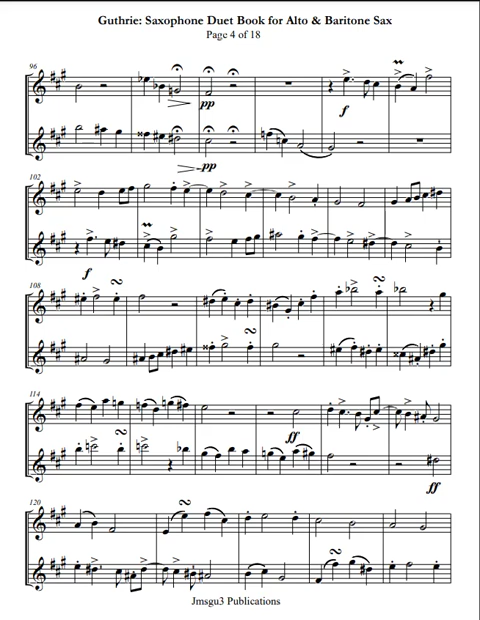 Guthrie: Saxophone Duet Book for Alto & Baritone Sax
Page 4 of 18
96
pp
f
pp
102
f
108
114
ff
ff
120
Jmsgu3 Publications